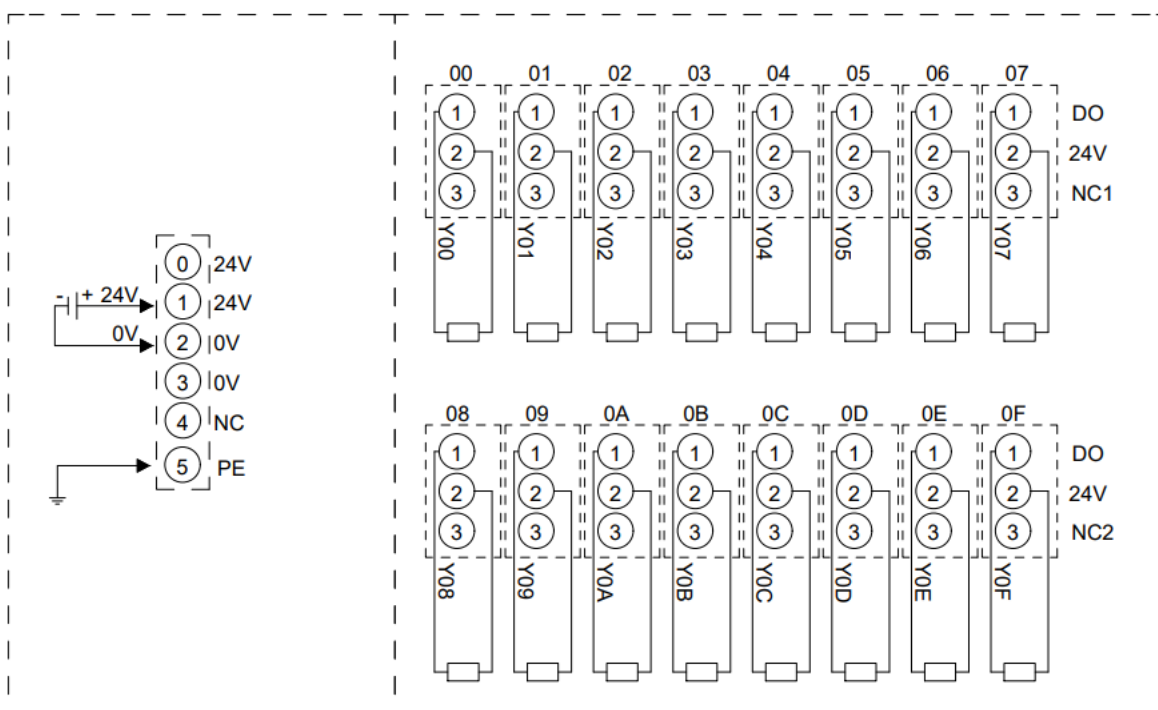 00 01 02 03 04 05 06 07
1 1 1 1 1 1 1 1 DO
2 2 2 2 2 2 2 2 24V
3 3 3 3 3 3 3 3 NC1
Y00 Y01 Y02 Y03 Y04 Y05 Y06 Y07
0 24V
- + 24V 1 24V
0V 2 0V
3 0V
4 NC
5 PE
08 09 0A 0B 0C 0D 0E 0F
1 1 1 1 1 1 1 1 DO
2 2 2 2 2 2 2 2 24V
3 3 3 3 3 3 3 3 NC2
Y08 Y09 Y0A Y0B Y0C Y0D Y0E Y0F